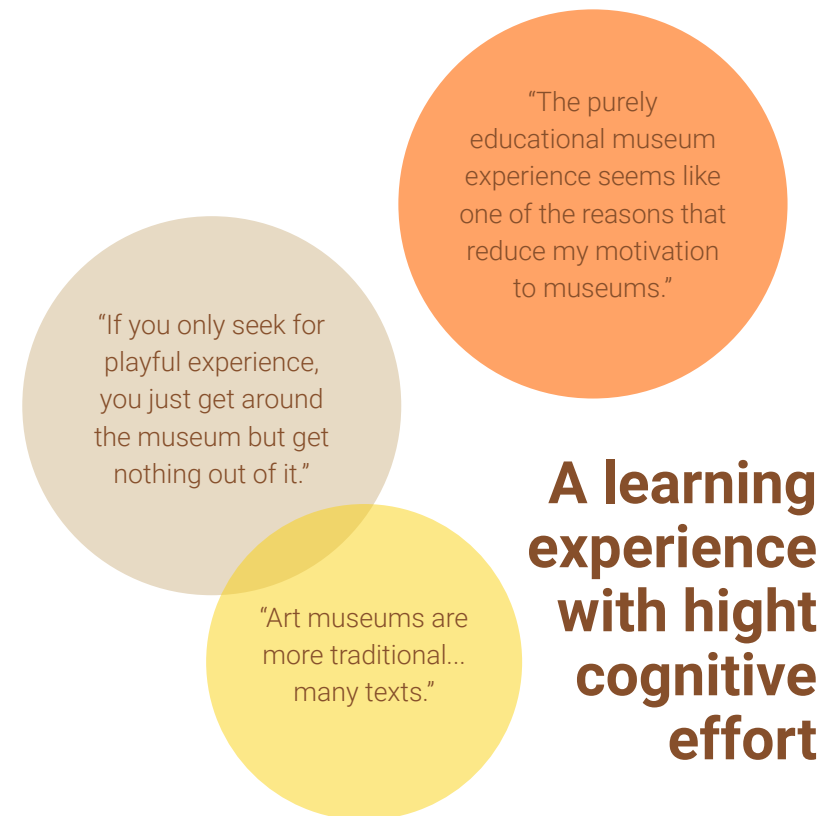 “The purely
educational museum
experience seems like
one of the reasons that
reduce my motivation
to museums.”
“If you only seek for
playful experience,
you just get around
the museum but get
nothing out of it.”
“Art museums are
more traditional...
many texts.”
A learning
experience
with hight
cognitive
effort